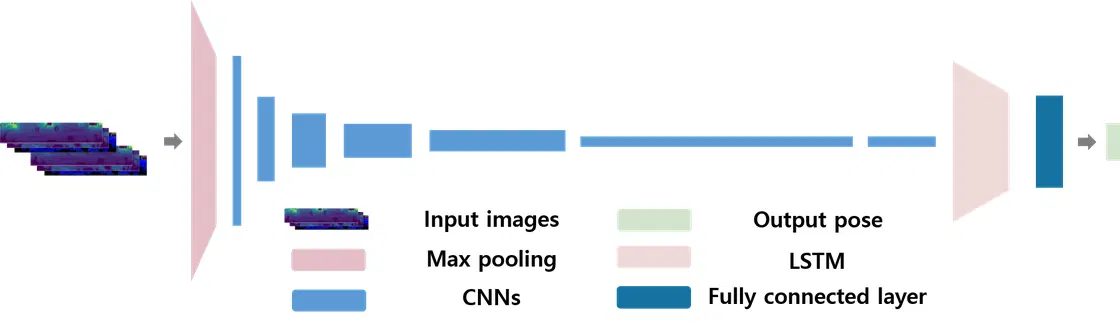 Input images
Output pose
Max pooling
LSTM
CNNs
Fully connected layer